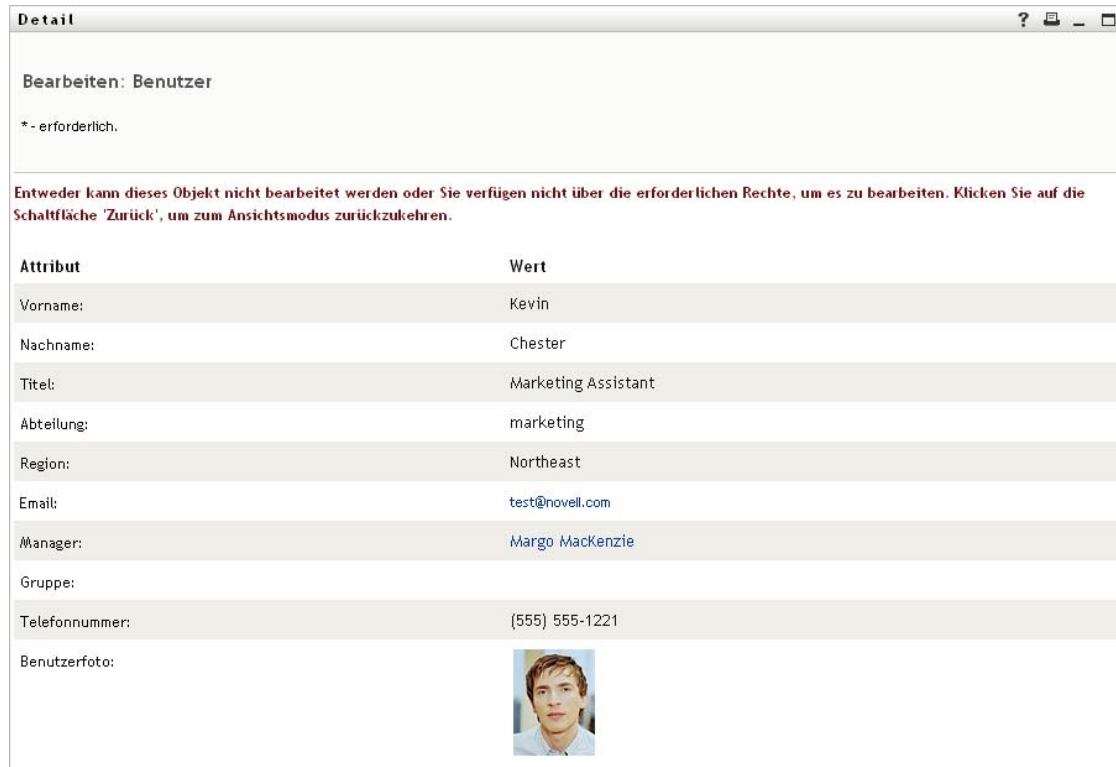 Detail
?
Bearbeiten: Benutzer
* - erforderlich.
Entweder kann dieses Objekt nicht bearbeitet werden oder Sie verfügen nicht über die erforderlichen Rechte, um es zu bearbeiten. Klicken Sie auf die
Schaltfläche 'Zurück', um zum Ansichtsmodus zurückzukehren.
Attribut Wert
Vorname: Kevin
Nachname: Chester
Titel: Marketing Assistant
Abteilung: marketing
Region: Northeast
Email: test@novell.com
Manager: Margo MacKenzie
Gruppe:
Telefonnummer: (555) 555-1221
Benutzerfoto: